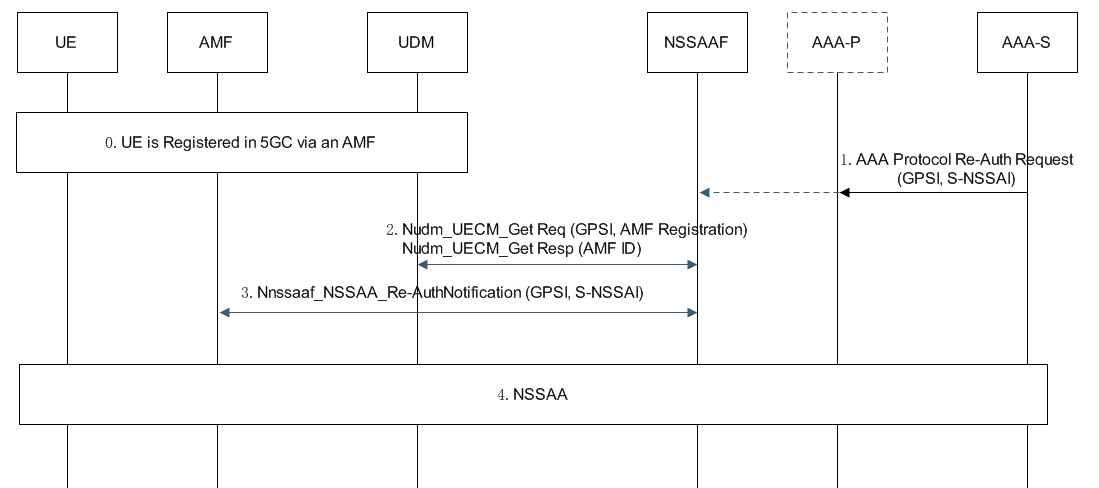 UE
AMF
UDM
NSSAAF
AAA-P
AAA-S
0. UE is Registered in 5GC via an AMF
1. AAA Protocol Re-Auth Request
(GPSI, S-NSSAI)
2. Nudm_UECM_Get Req (GPSI, AMF Registration)
Nudm_UECM_Get Resp (AMF ID)
3. Nnssaaf_NSSAA_Re-AuthNotification (GPSI, S-NSSAI)
4. NSSAA